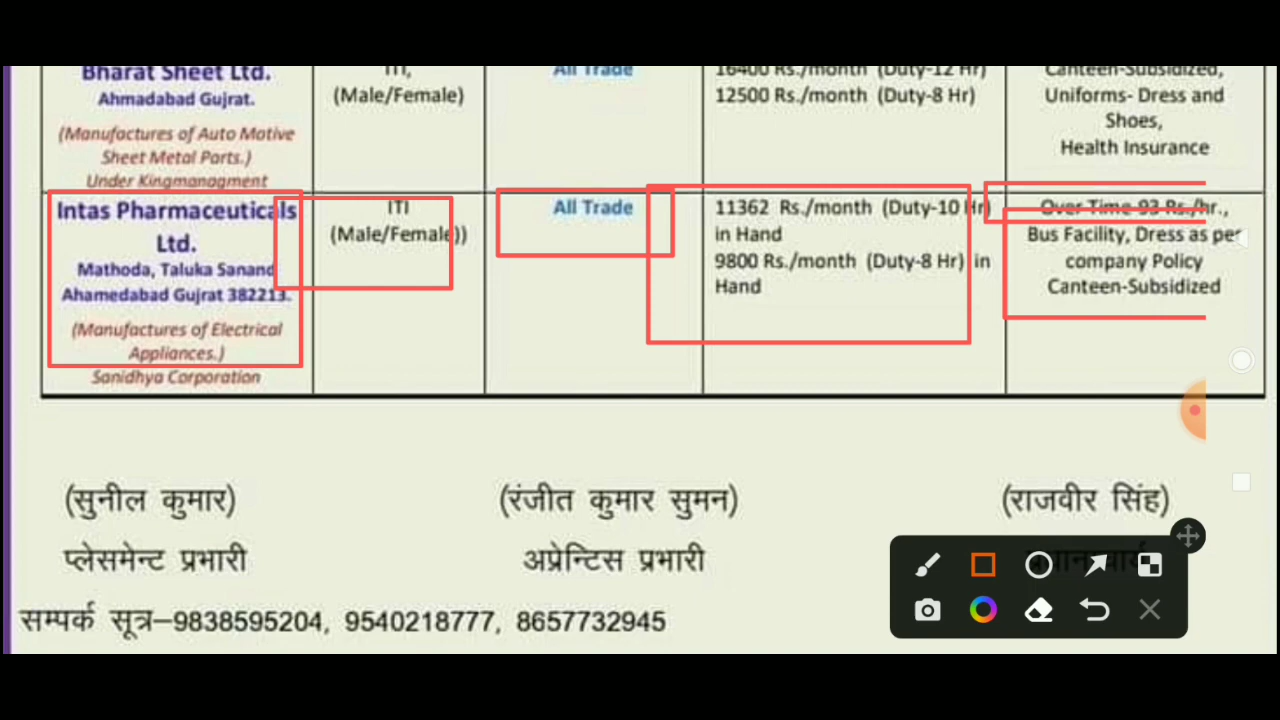 Bharat Sheet Ltd.
Ahmadabad Gujrat.
(Manufactures of Auto Motive
Sheet Metal Parts.)
Under Kingmanagment
ITI,
(Male/Female)
All Trade
16400 Rs./month (Duty-12 Hr)
12500 Rs./month (Duty-8 Hr)
Canteen-Subsidized,
Uniforms- Dress and
Shoes,
Health Insurance
Intas Pharmaceuticals
Ltd.
Mathoda, Taluka Sanand
Ahamedabad Gujrat 382213.
(Manufactures of Electrical
Appliances.)
Sanidhya Corporation
ITI
(Male/Female))
All Trade
11362 Rs./month (Duty-10 Hr)
in Hand
9800 Rs./month (Duty-8 Hr) in
Hand
Over Time 93 Rs./hr.,
Bus Facility, Dress as per
company Policy
Canteen-Subsidized
(सुनील कुमार)
प्लेसमेन्ट प्रभारी
(रंजीत कुमार सुमन)
अप्रेन्टिस प्रभारी
(राजवीर सिंह)
सम्पर्क सूत्र–9838595204, 9540218777, 8657732945